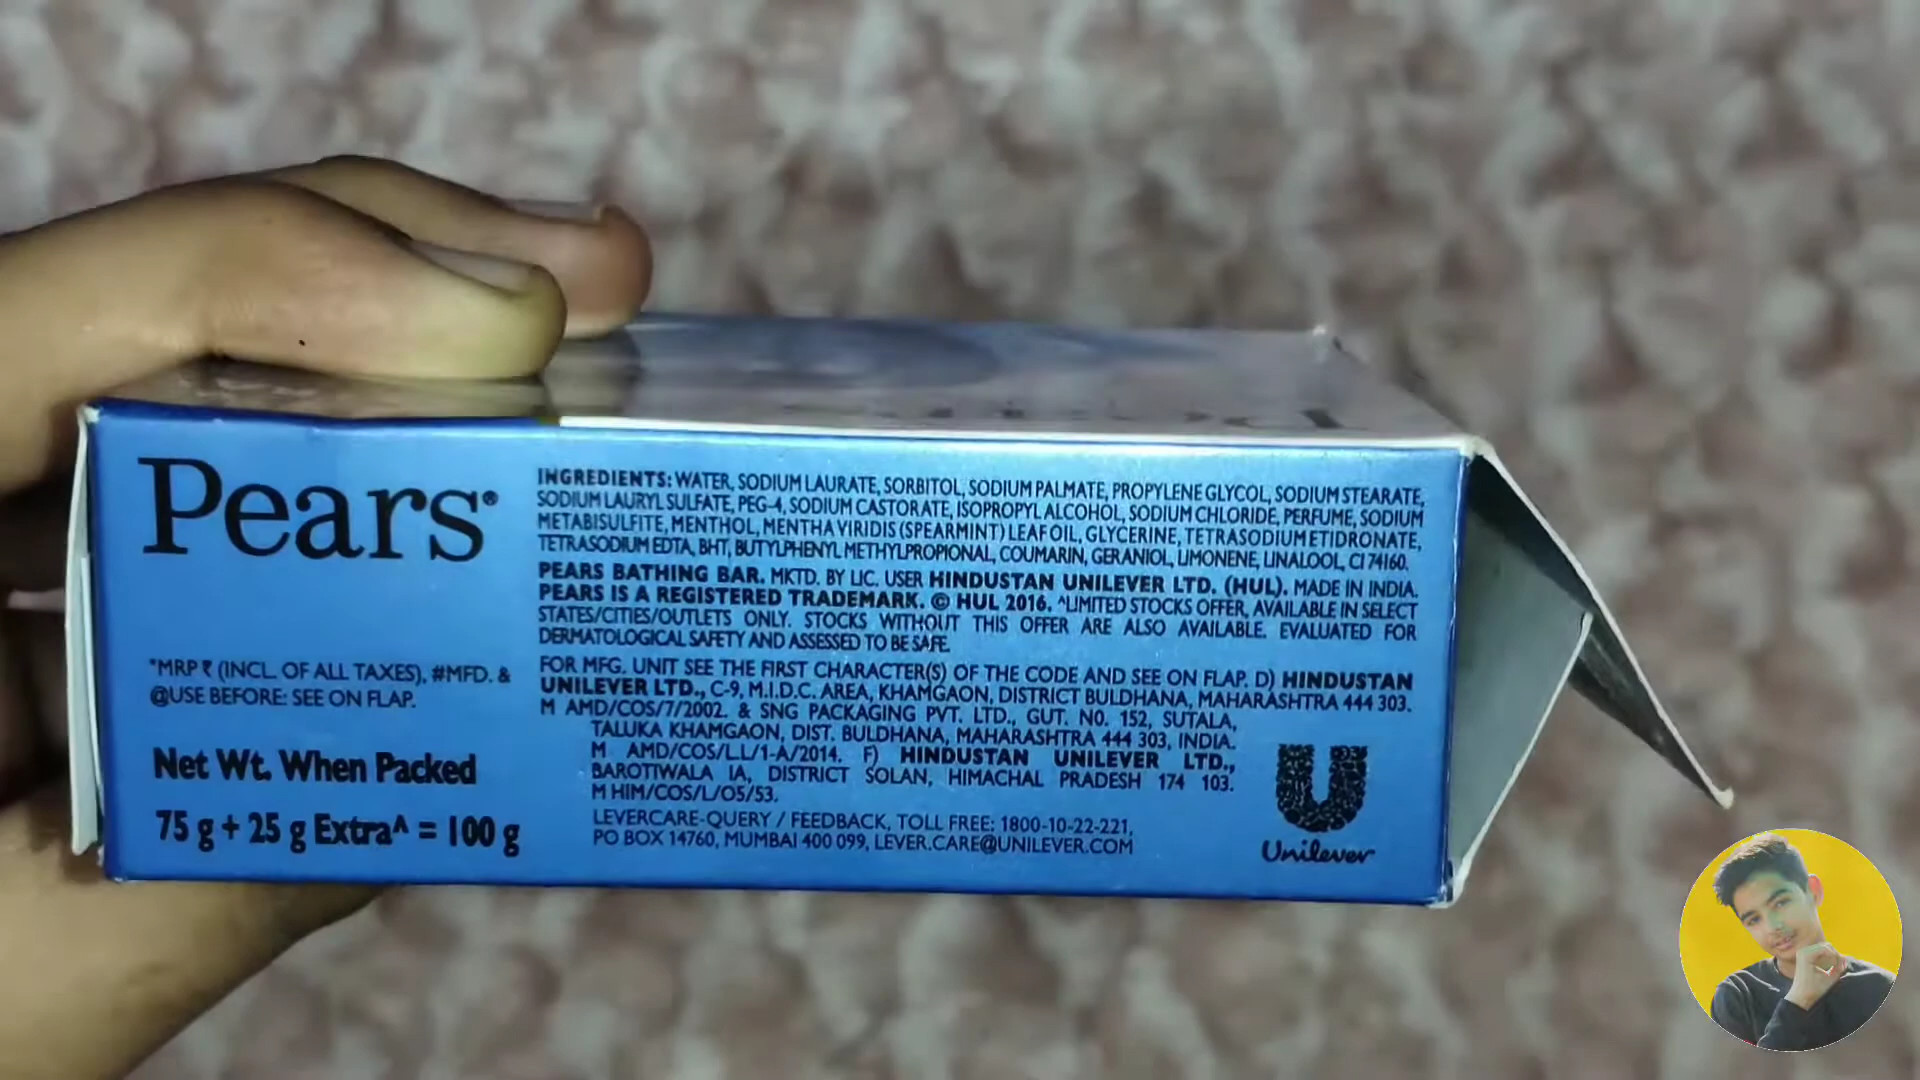 Pears®
INGREDIENTS: WATER, SODIUM LAURATE, SORBITOL, SODIUM PALMATE, PROPYLENE GLYCOL, SODIUM STEARATE,
SODIUM LAURYL SULFATE, PEG-4, SODIUM CASTORATE, ISOPROPYL ALCOHOL, SODIUM CHLORIDE, PERFUME, SODIUM
METABISULFITE, MENTHOL, MENTHA VIRIDIS (SPEARMINT) LEAF OIL, GLYCERINE, TETRASODIUM ETIDRONATE,
TETRASODIUM EDTA, BHT, BUTYLPHENYL METHYLPROPIONAL, COUMARIN, GERANIOL, LIMONENE, LINALOOL, CI 74160.
PEARS BATHING BAR. MKTD. BY LIC. USER HINDUSTAN UNILEVER LTD. (HUL). MADE IN INDIA.
PEARS IS A REGISTERED TRADEMARK. © HUL 2016. ^LIMITED STOCKS OFFER, AVAILABLE IN SELECT
STATES/CITIES/OUTLETS ONLY. STOCKS WITHOUT THIS OFFER ARE ALSO AVAILABLE. EVALUATED FOR
DERMATOLOGICAL SAFETY AND ASSESSED TO BE SAFE.
FOR MFG. UNIT SEE THE FIRST CHARACTER(S) OF THE CODE AND SEE ON FLAP. D) HINDUSTAN
UNILEVER LTD., C-9, M.I.D.C. AREA, KHAMGAON, DISTRICT BULDHANA, MAHARASHTRA 444 303.
M AMD/COS/7/2002. & SNG PACKAGING PVT. LTD., GUT. NO. 152, SUTALA,
TALUKA KHAMGAON, DIST. BULDHANA, MAHARASHTRA 444 303, INDIA.
M AMD/COS/LL/1-A/2014. F) HINDUSTAN UNILEVER LTD.,
BAROTIWALA IA, DISTRICT SOLAN, HIMACHAL PRADESH 174 103.
M HIM/COS/L/05/53.
LEVERCARE-QUERY / FEEDBACK, TOLL FREE: 1800-10-22-221,
PO BOX 14760, MUMBAI 400 099, LEVER.CARE@UNILEVER.COM
*MRP ₹ (INCL. OF ALL TAXES), #MFD. &
@USE BEFORE: SEE ON FLAP.
Net Wt. When Packed
75 g + 25 g Extra^ = 100 g
Unilever